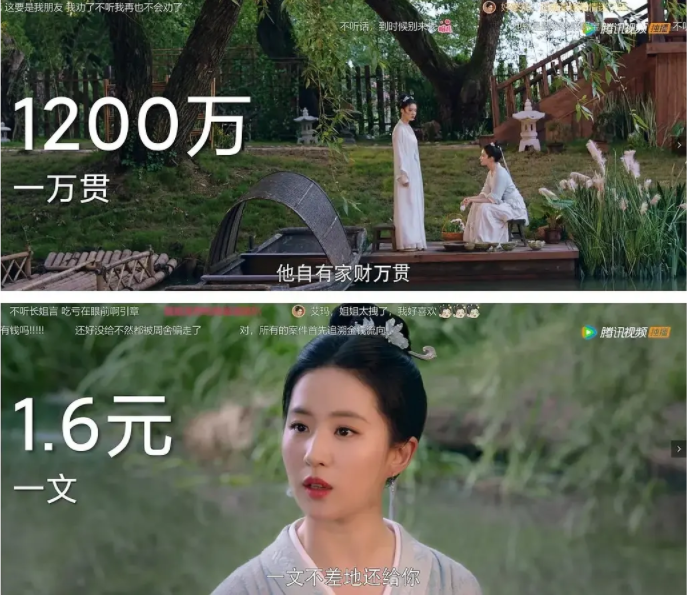 这要是我朋友 我劝了不听我再也不会劝了
不听话，到时候别来
腾讯视频 独播
1200万
一万贯
他自有家财万贯
不听长姐言 吃亏在眼前啊引章
艾玛，姐姐太拽了，我好喜欢
有钱吗!!!!!
还好没给不然都被周舍骗走了
对，所有的案件首先追溯金钱流向
腾讯视频 独播
1.6元
一文
一文不差地还给你